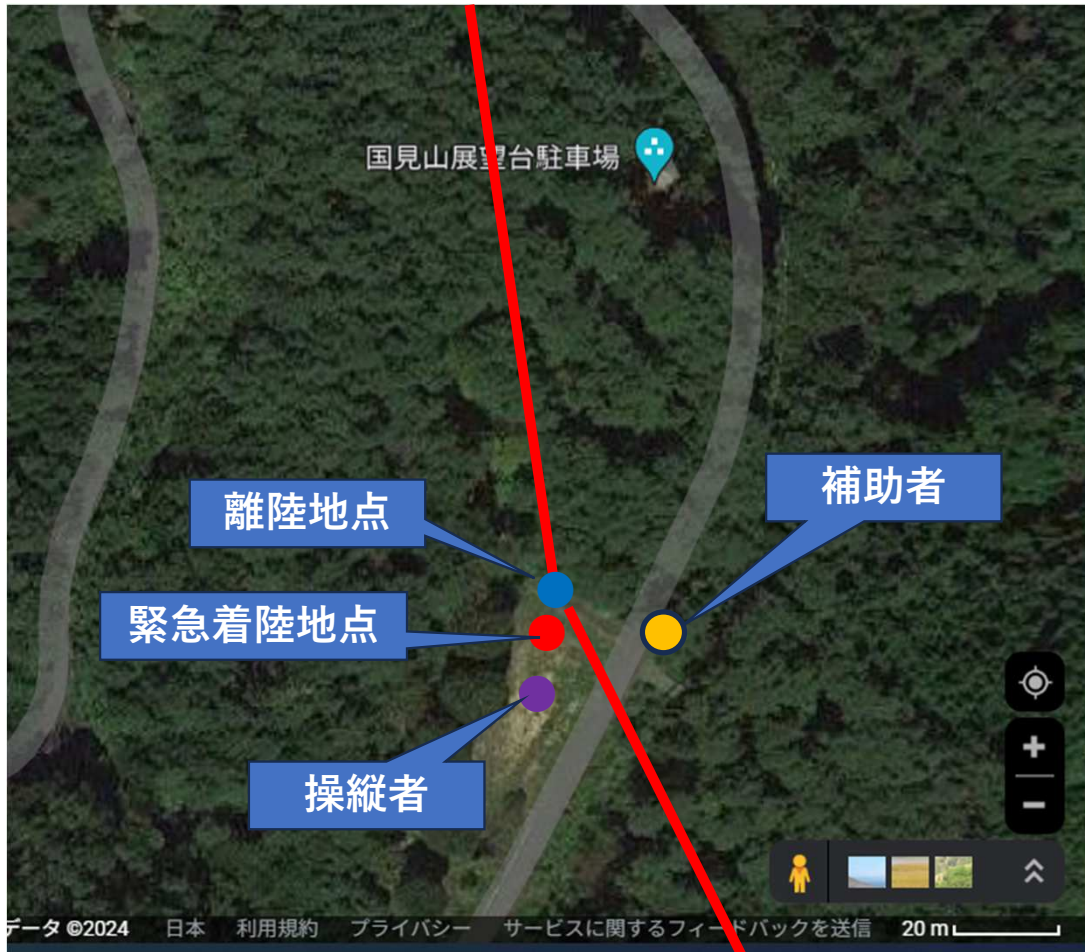 国見山展望台駐車場
補助者
離陸地点
緊急着陸地点
操縦者
データ ©2024 日本 利用規約 プライバシー サービスに関するフィードバックを送信 20 m